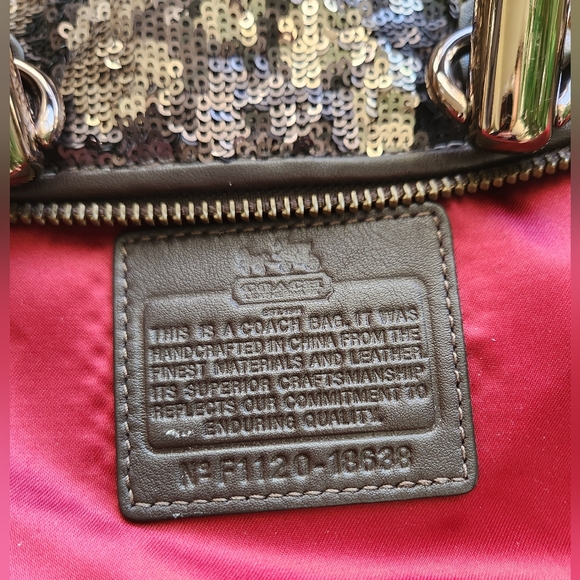 COACH
THIS IS A COACH BAG. IT WAS
HANDCRAFTED IN CHINA FROM THE
FINEST MATERIALS AND LEATHER.
ITS SUPERIOR CRAFTSMANSHIP
REFLECTS OUR COMMITMENT TO
ENDURING QUALITY.
Nº F1120-18638